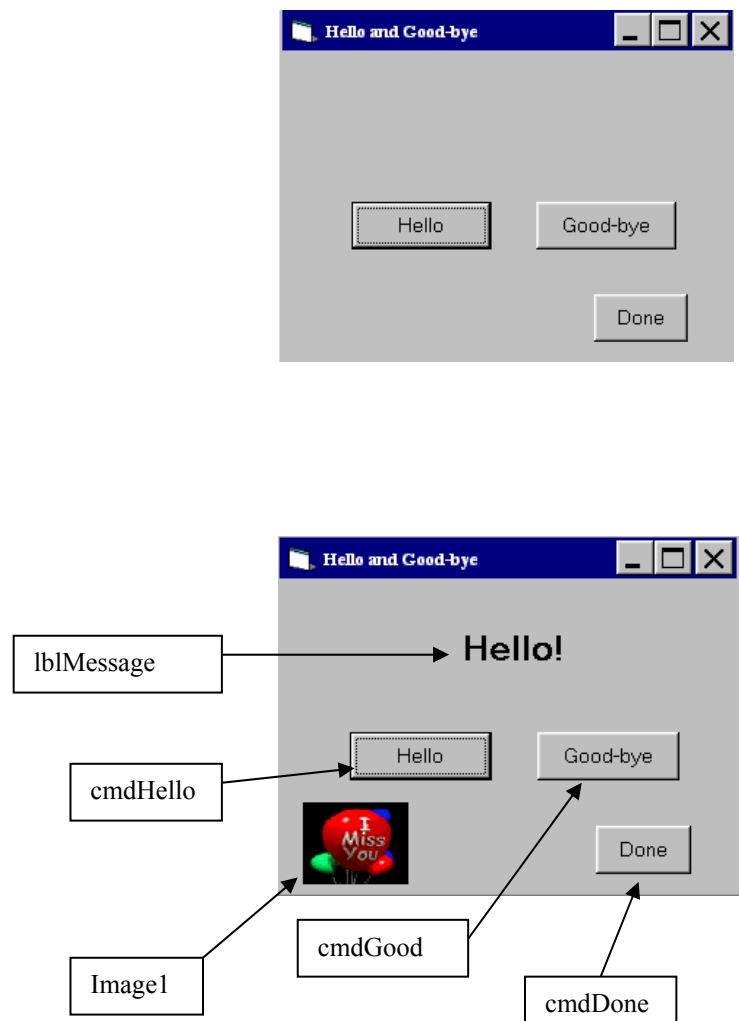 Hello and Good-bye
Hello Good-bye
Done
Hello and Good-bye
lblMessage
Hello!
Hello Good-bye
cmdHello
I
Miss
You
Done
cmdGood
Image1
cmdDone